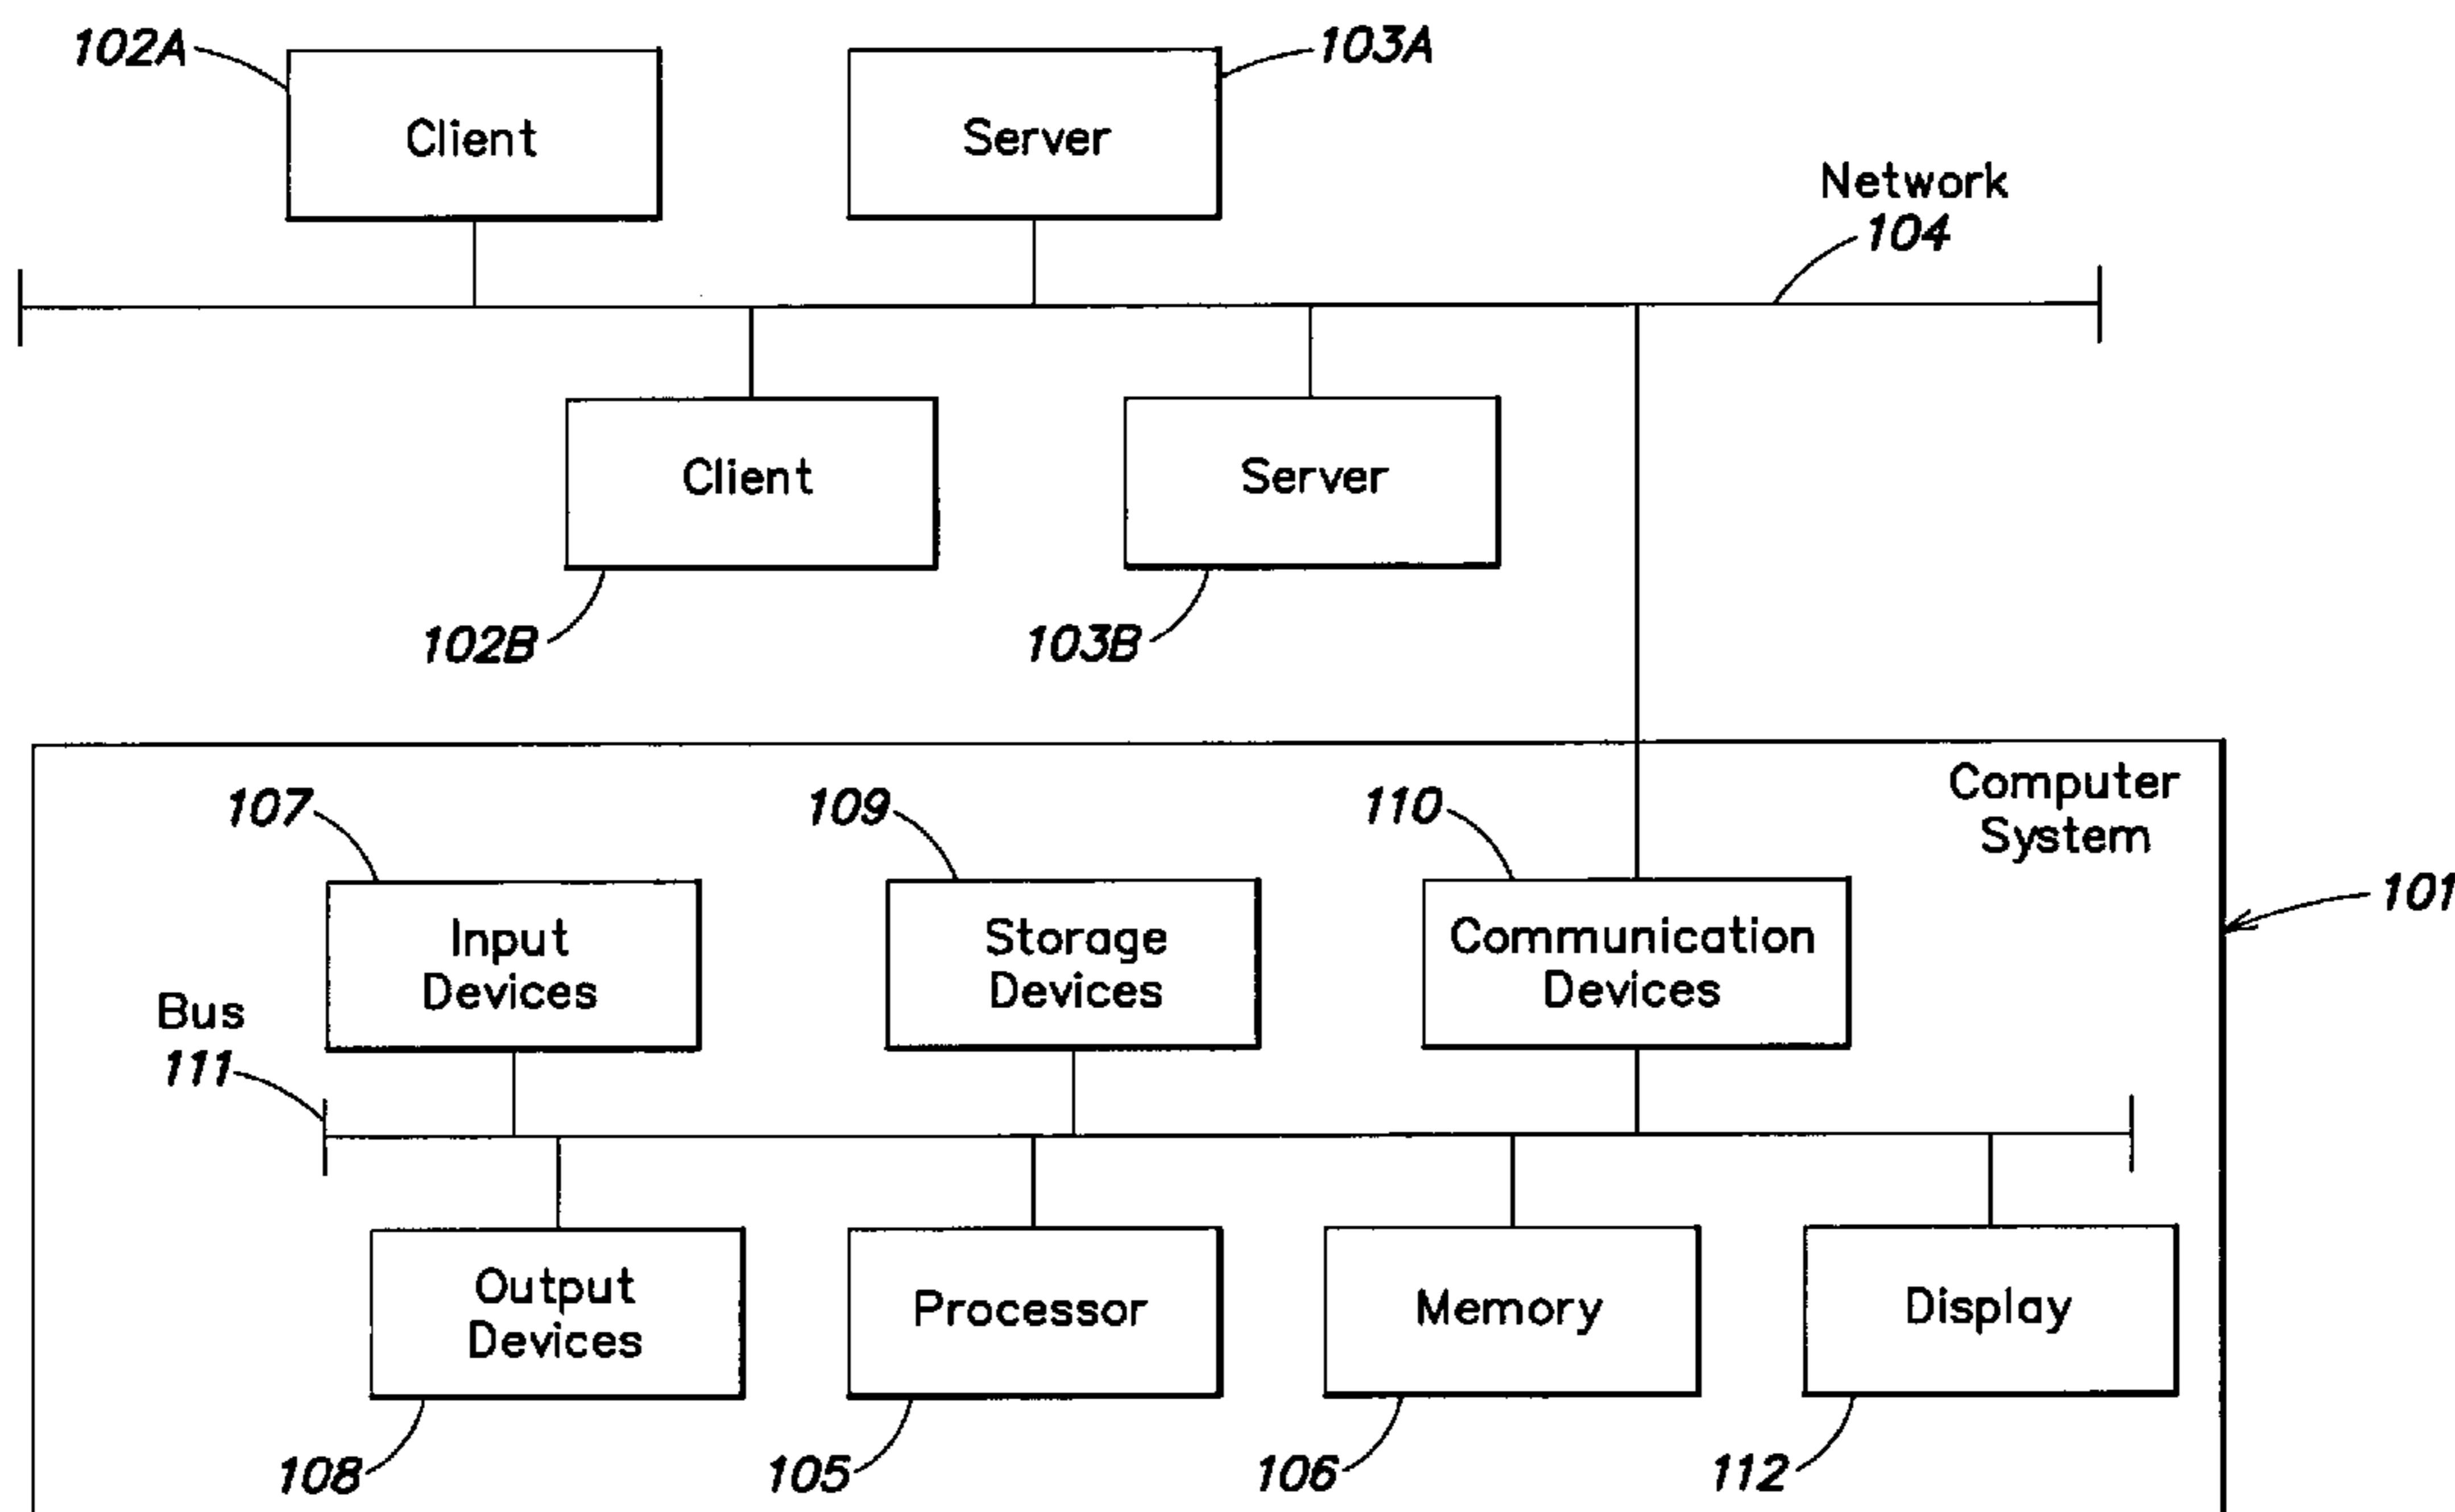 102A
103A
Client
Server
Network
104
Client
Server
102B
103B
Computer
System
107
109
110
101
Input
Devices
Storage
Devices
Communication
Devices
Bus
111
Output
Devices
Processor
Memory
Display
108
105
106
112